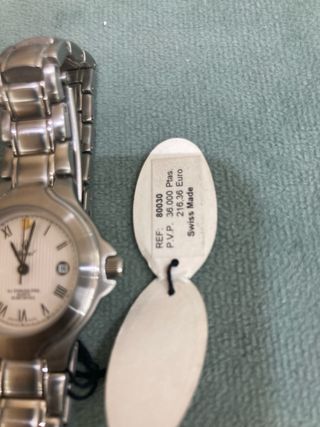 REF: 80030
P.V.P. 36.000 Ptas.
216,36 Euro
Swiss Made